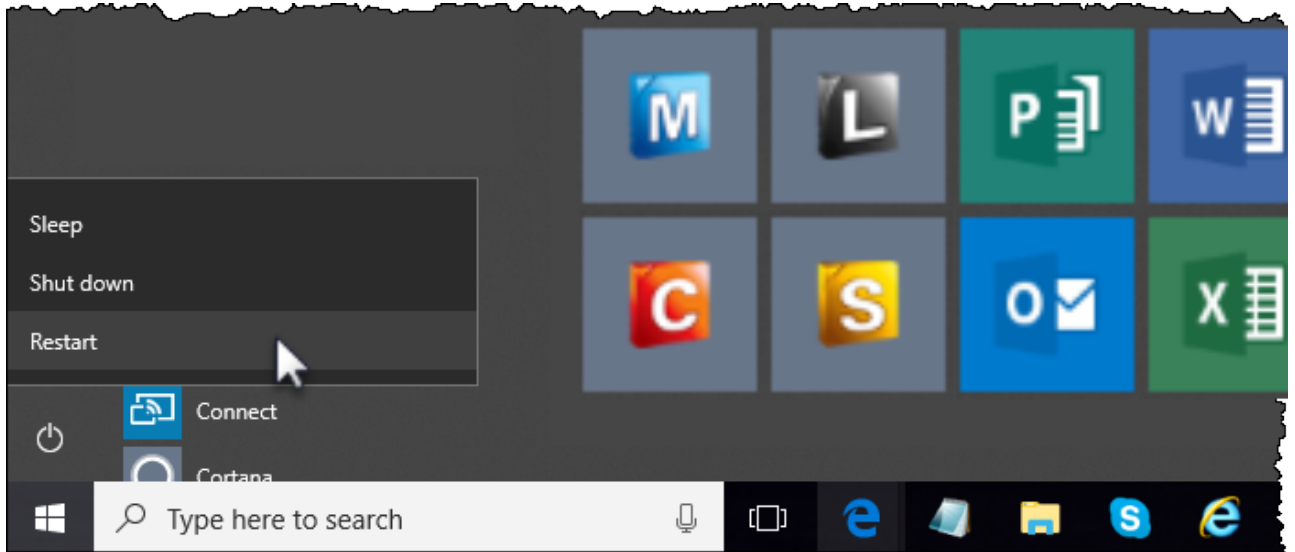 M
L
P
W
Sleep
Shut down
Restart
C
S
O
X
Connect
Cortana
Type here to search
S